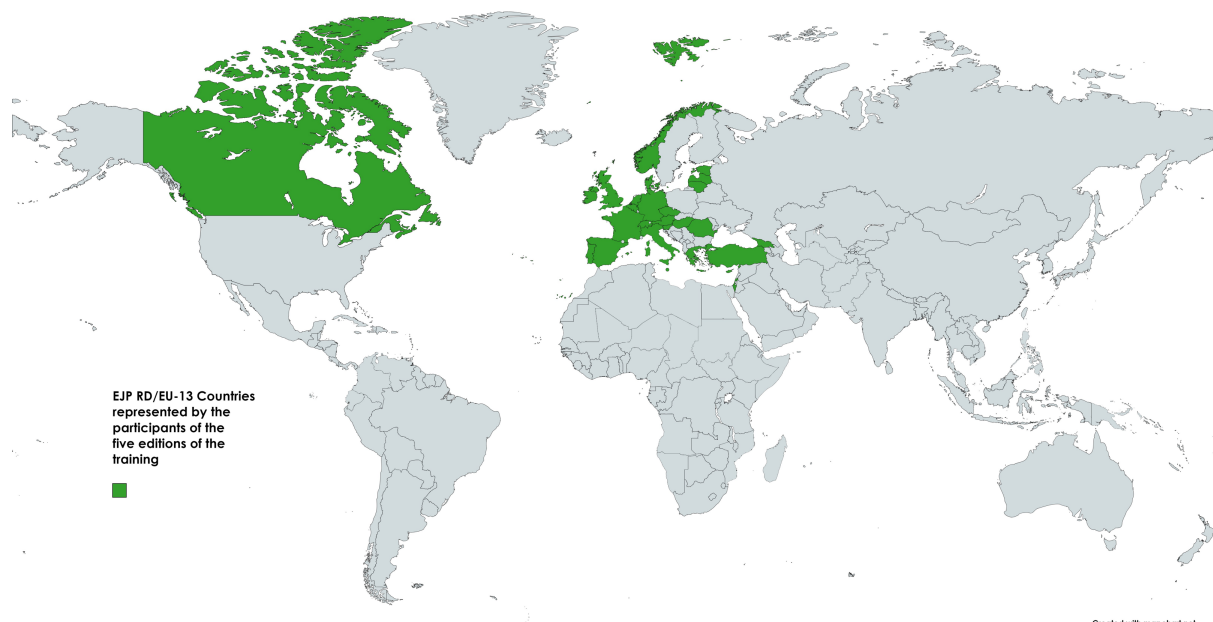 EJP RD/EU-13 Countries
represented by the
participants of the
five editions of the
training